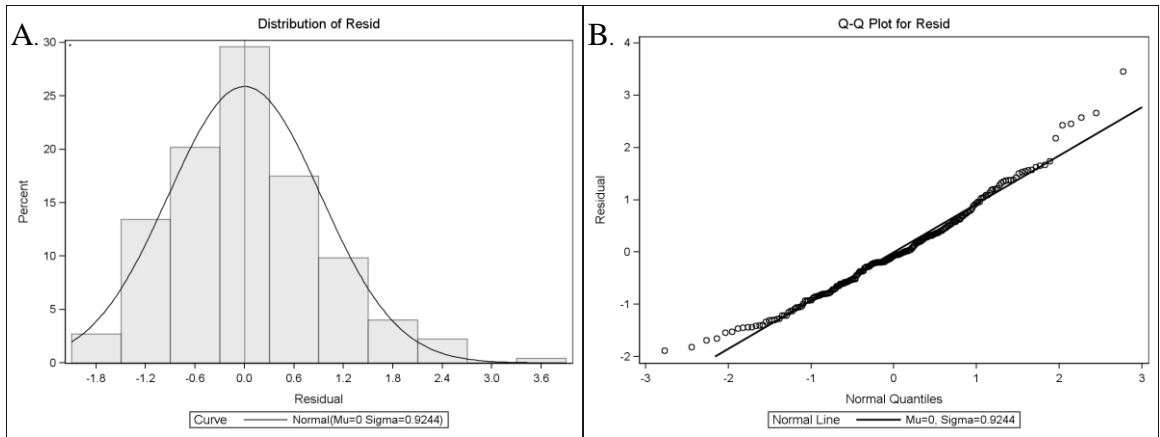 A.
Distribution of Resid
30
25
20
15
10
5
0
Percent
-1.8 -1.2 -0.6 0.0 0.6 1.2 1.8 2.4 3.0 3.6
Residual
Curve Normal(Mu=0 Sigma=0.9244)
B.
Q-Q Plot for Resid
4
3
2
1
0
-1
-2
Residual
-3 -2 -1 0 1 2 3
Normal Quantiles
Normal Line Mu=0, Sigma=0.9244